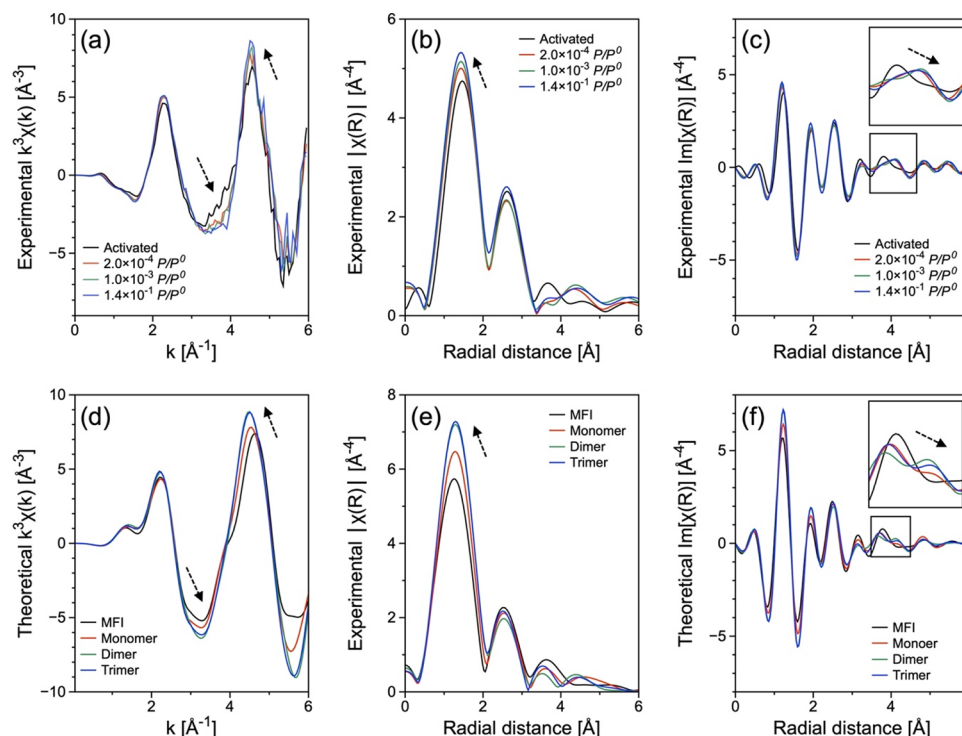 (a)
Experimental k³χ(k) [Å⁻³]
10
5
0
−5
Activated
2.0×10⁻⁴ P/P⁰
1.0×10⁻³ P/P⁰
1.4×10⁻¹ P/P⁰
0 2 4 6
k [Å⁻¹]
(b)
Experimental |χ(R)| [Å⁻⁴]
6
4
2
0
Activated
2.0×10⁻⁴ P/P⁰
1.0×10⁻³ P/P⁰
1.4×10⁻¹ P/P⁰
0 2 4 6
Radial distance [Å]
(c)
Experimental Im[χ(R)] [Å⁻⁴]
5
0
−5
Activated
2.0×10⁻⁴ P/P⁰
1.0×10⁻³ P/P⁰
1.4×10⁻¹ P/P⁰
0 2 4
Radial distance [Å]
(d)
Theoretical k³χ(k) [Å⁻³]
10
5
0
−5
−10
MFI
Monomer
Dimer
Trimer
0 2 4 6
k [Å⁻¹]
(e)
Experimental |χ(R)| [Å⁻⁴]
8
6
4
2
0
MFI
Monomer
Dimer
Trimer
0 2 4 6
Radial distance [Å]
(f)
Theoretical Im[χ(R)] [Å⁻⁴]
5
0
−5
MFI
Monoer
Dimer
Trimer
0 2 4
Radial distance [Å]